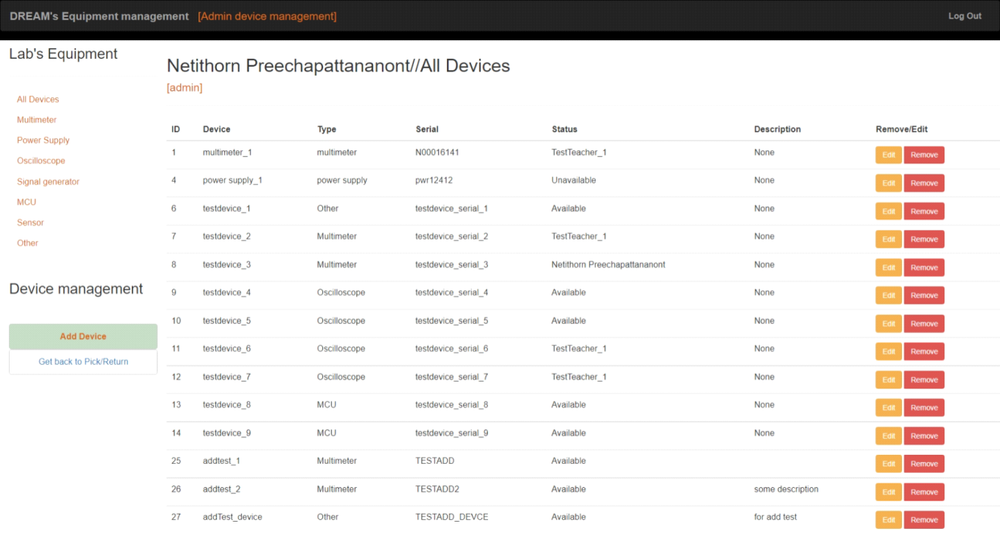 DREAM's Equipment management [Admin device management] Log Out
Lab's Equipment
All Devices
Multimeter
Power Supply
Oscilloscope
Signal generator
MCU
Sensor
Other
Device management
Add Device
Get back to Pick/Return
Netithorn Preechapattananont//All Devices
[admin]
ID Device Type Serial Status Description Remove/Edit
1 multimeter_1 multimeter N00016141 TestTeacher_1 None Edit Remove
4 power supply_1 power supply pwr12412 Unavailable None Edit Remove
6 testdevice_1 Other testdevice_serial_1 Available None Edit Remove
7 testdevice_2 Multimeter testdevice_serial_2 TestTeacher_1 None Edit Remove
8 testdevice_3 Multimeter testdevice_serial_3 Netithorn Preechapattananont None Edit Remove
9 testdevice_4 Oscilloscope testdevice_serial_4 Available None Edit Remove
10 testdevice_5 Oscilloscope testdevice_serial_5 Available None Edit Remove
11 testdevice_6 Oscilloscope testdevice_serial_6 TestTeacher_1 None Edit Remove
12 testdevice_7 Oscilloscope testdevice_serial_7 TestTeacher_1 None Edit Remove
13 testdevice_8 MCU testdevice_serial_8 Available None Edit Remove
14 testdevice_9 MCU testdevice_serial_9 Available None Edit Remove
25 addtest_1 Multimeter TESTADD Available Edit Remove
26 addtest_2 Multimeter TESTADD2 Available some description Edit Remove
27 addTest_device Other TESTADD_DEVCE Available for add test Edit Remove